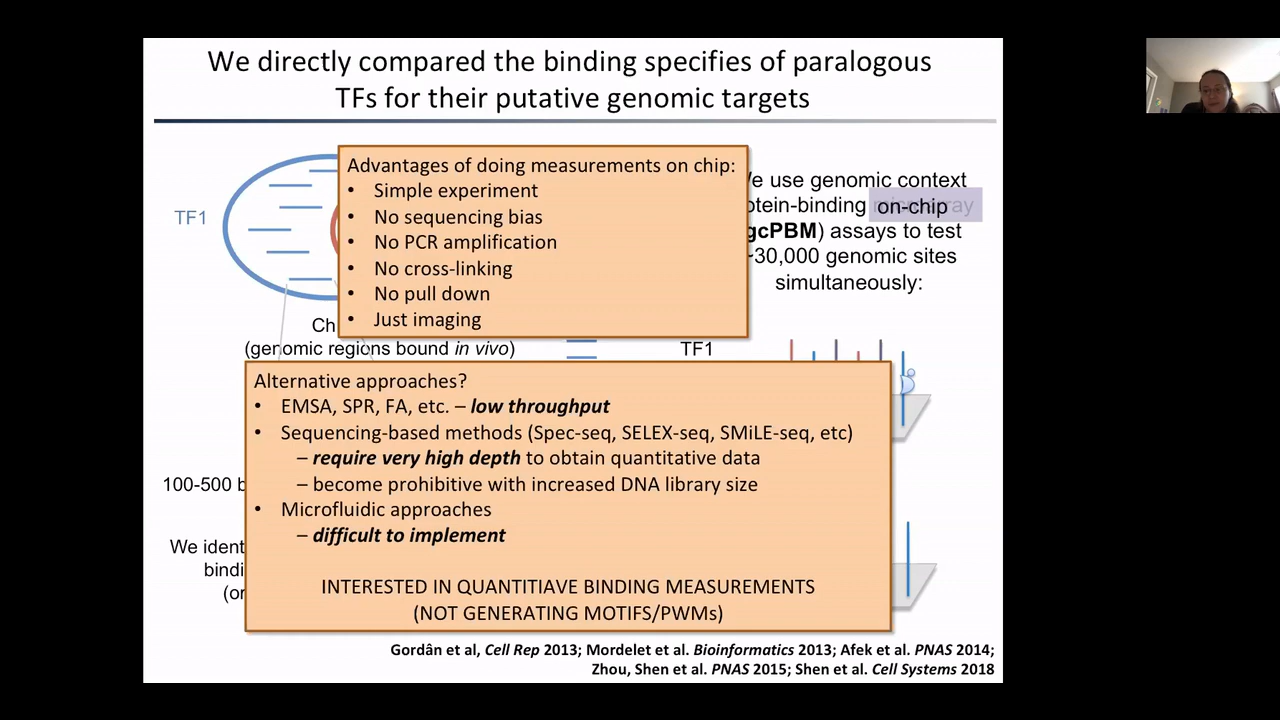 We directly compared the binding specifies of paralogous
TFs for their putative genomic targets
TF1
Advantages of doing measurements on chip:
• Simple experiment
• No sequencing bias
• No PCR amplification
• No cross-linking
• No pull down
• Just imaging
use genomic context
binding on-chip
gcPBM) assays to test
~30,000 genomic sites
simultaneously:
(genomic regions bound in vivo)
TF1
Alternative approaches?
• EMSA, SPR, FA, etc. – low throughput
• Sequencing-based methods (Spec-seq, SELEX-seq, SMiLE-seq, etc)
– require very high depth to obtain quantitative data
– become prohibitive with increased DNA library size
• Microfluidic approaches
– difficult to implement
INTERESTED IN QUANTITIAVE BINDING MEASUREMENTS
(NOT GENERATING MOTIFS/PWMs)
100-500
We
Gordân et al, Cell Rep 2013; Mordelet et al. Bioinformatics 2013; Afek et al. PNAS 2014;
Zhou, Shen et al. PNAS 2015; Shen et al. Cell Systems 2018